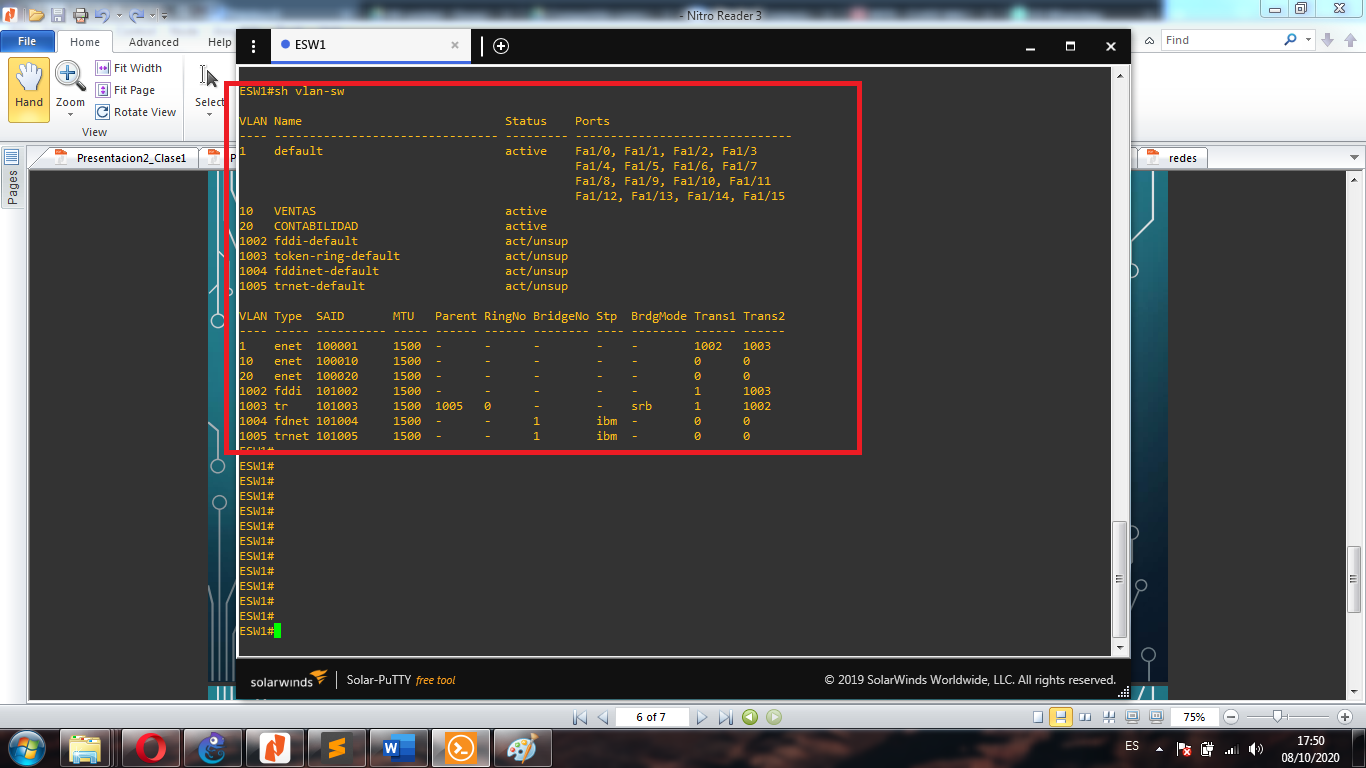 - Nitro Reader 3
File
Home
Advanced
Help
Find
Hand
Zoom
Fit Width
Fit Page
Rotate View
Select
View
Presentacion2_Clase1
P
redes
Pages
ESW1
ESW1#sh vlan-sw
VLAN Name Status Ports
---- -------------------------------- --------- -------------------------------
1 default active Fa1/0, Fa1/1, Fa1/2, Fa1/3
Fa1/4, Fa1/5, Fa1/6, Fa1/7
Fa1/8, Fa1/9, Fa1/10, Fa1/11
Fa1/12, Fa1/13, Fa1/14, Fa1/15
10 VENTAS active
20 CONTABILIDAD active
1002 fddi-default act/unsup
1003 token-ring-default act/unsup
1004 fddinet-default act/unsup
1005 trnet-default act/unsup
VLAN Type SAID MTU Parent RingNo BridgeNo Stp BrdgMode Trans1 Trans2
---- ----- ---------- ----- ------ ------ -------- ---- -------- ------ ------
1 enet 100001 1500 - - - - - 1002 1003
10 enet 100010 1500 - - - - - 0 0
20 enet 100020 1500 - - - - - 0 0
1002 fddi 101002 1500 - - - - - 1 1003
1003 tr 101003 1500 1005 0 - - srb 1 1002
1004 fdnet 101004 1500 - - 1 ibm - 0 0
1005 trnet 101005 1500 - - 1 ibm - 0 0
ESW1#
ESW1#
ESW1#
ESW1#
ESW1#
ESW1#
ESW1#
ESW1#
ESW1#
ESW1#
ESW1#
ESW1#
ESW1#
solarwinds
Solar-PuTTY free tool
© 2019 SolarWinds Worldwide, LLC. All rights reserved.
6 of 7
75%
ES
17:50
08/10/2020